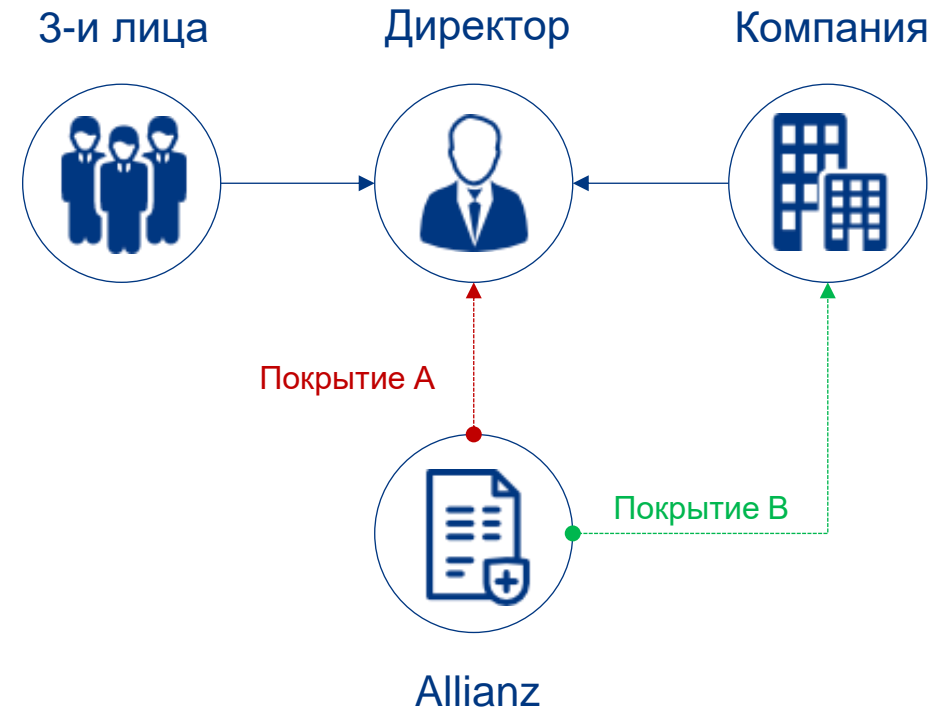 3-и лица
Директор
Компания
Покрытие А
Покрытие В
Allianz